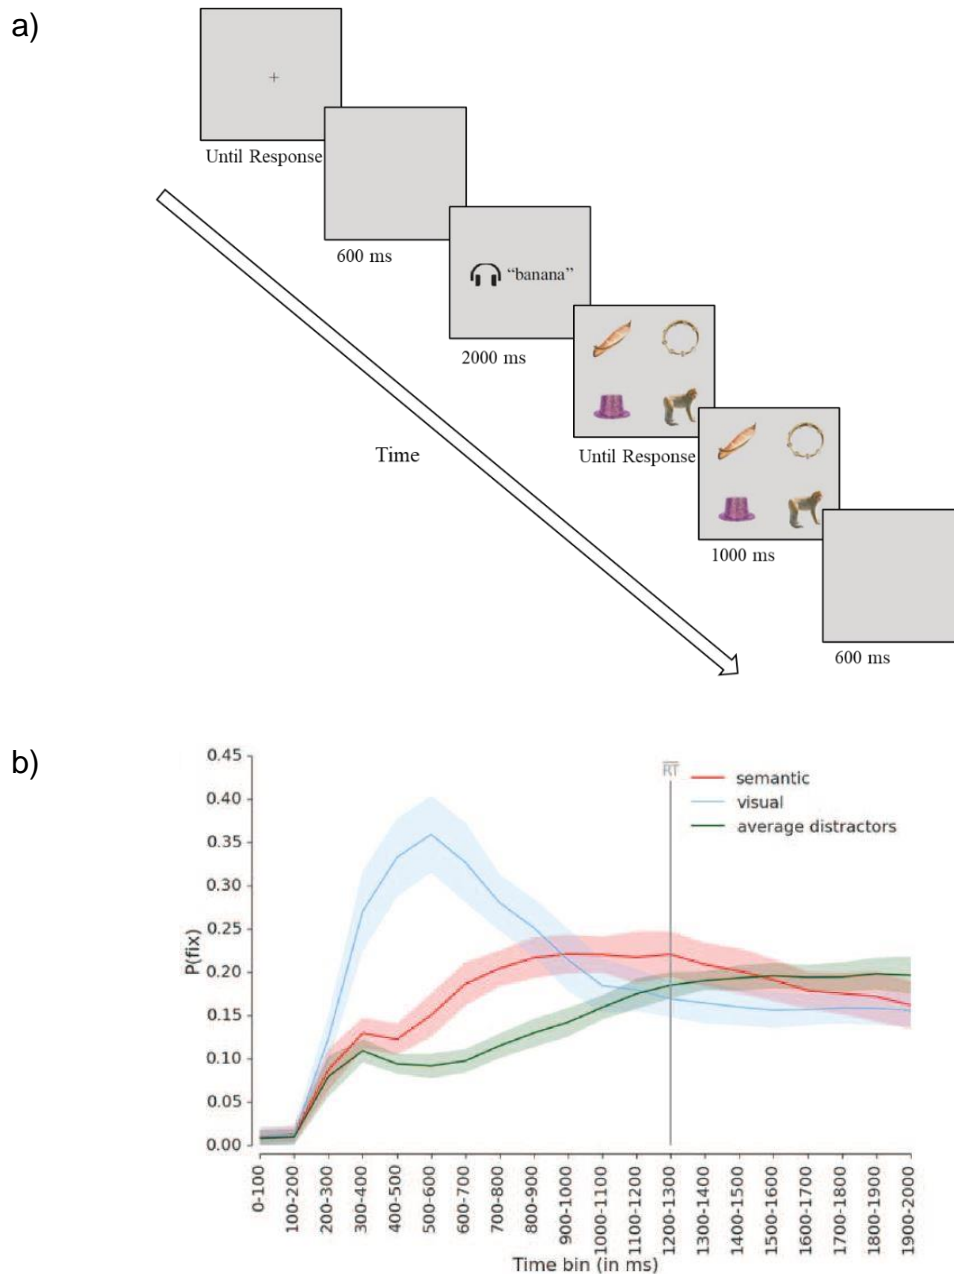 a)
+
Until Response
600 ms
“banana”
2000 ms
Until Response
Time
1000 ms
600 ms
b)
0.45
0.40
0.35
0.30
0.25
0.20
0.15
0.10
0.05
0.00
P(fix)
RT
semantic
visual
average distractors
0-100
100-200
200-300
300-400
400-500
500-600
600-700
700-800
800-900
900-1000
1000-1100
1100-1200
1200-1300
1300-1400
1400-1500
1500-1600
1600-1700
1700-1800
1800-1900
1900-2000
Time bin (in ms)